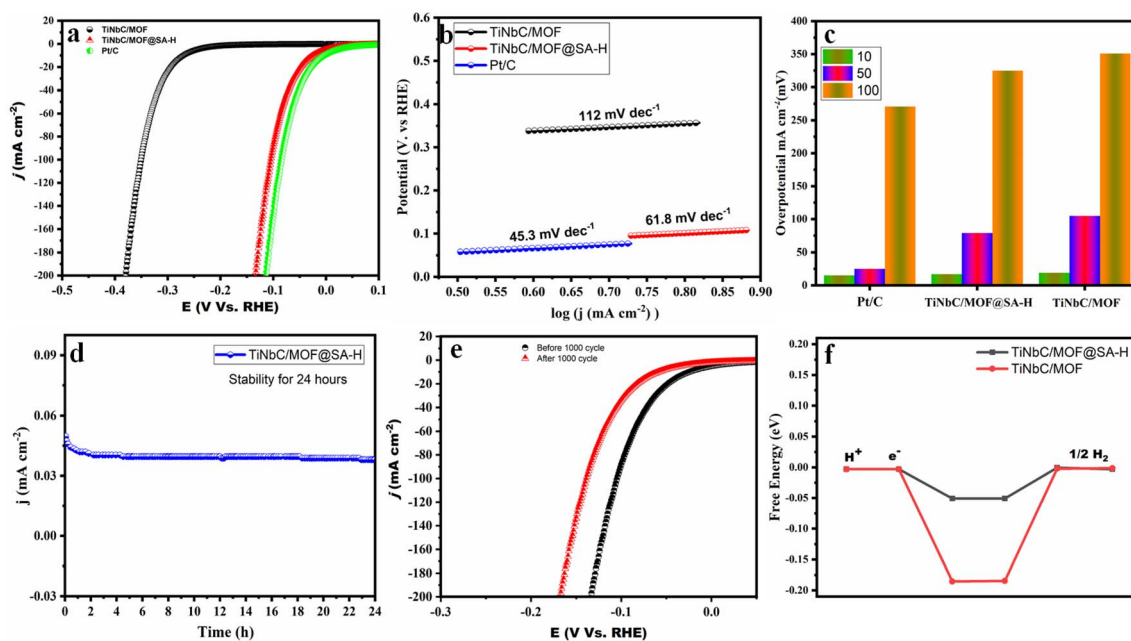 a
TiNbC/MOF
TiNbC/MOF@SA-H
Pt/C
0
-20
-40
-60
-80
-100
-120
-140
-160
-180
-200
j (mA cm-2)
-0.5 -0.4 -0.3 -0.2 -0.1 0.0 0.1
E (V Vs. RHE)
b
TiNbC/MOF
TiNbC/MOF@SA-H
Pt/C
112 mV dec-1
61.8 mV dec-1
45.3 mV dec-1
0.6
0.5
0.4
0.3
0.2
0.1
0.0
Potential (V. vs RHE)
0.50 0.55 0.60 0.65 0.70 0.75 0.80 0.85 0.90
log (j (mA cm-2) )
c
10
50
100
400
350
300
250
200
150
100
50
0
Overpotential mA cm-2(mV)
Pt/C TiNbC/MOF@SA-H TiNbC/MOF
d
TiNbC/MOF@SA-H
Stability for 24 hours
0.09
0.06
0.03
0.00
-0.03
j (mA cm-2)
0 2 4 6 8 10 12 14 16 18 20 22 24
Time (h)
e
Before 1000 cycle
After 1000 cycle
0
-20
-40
-60
-80
-100
-120
-140
-160
-180
-200
j (mA cm-2)
-0.2 -0.1 0.0
E (V Vs. RHE)
f
TiNbC/MOF@SA-H
TiNbC/MOF
H+ e- 1/2 H2
0.20
0.15
0.10
0.05
0.00
-0.05
-0.10
-0.15
-0.20
Free Energy (eV)